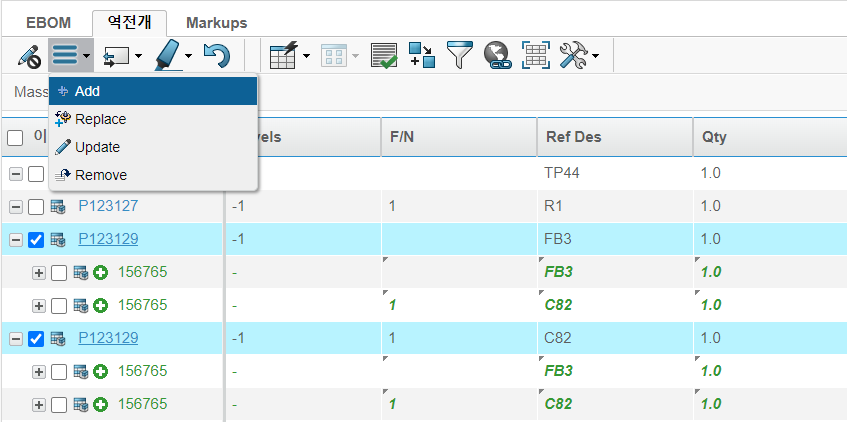 EBOM 역전개 Markups
Mass
Add
Replace
Update
Remove
이 vels F/N Ref Des Qty
TP44 1.0
P123127 -1 1 R1 1.0
P123129 -1 FB3 1.0
156765 - FB3 1.0
156765 - 1 C82 1.0
P123129 -1 1 C82 1.0
156765 - FB3 1.0
156765 - 1 C82 1.0